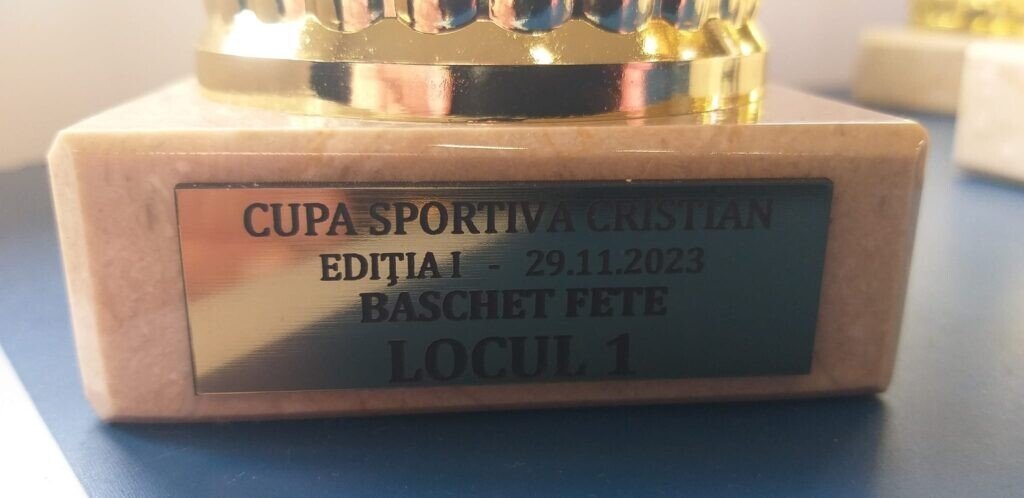 CUPA SPORTIVA CRISTIAN
EDIŢIA I - 29.11.2023
BASCHET FETE
LOCUL 1